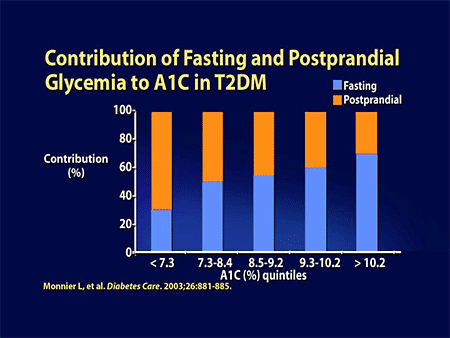 Contribution of Fasting and Postprandial
Glycemia to A1C in T2DM
Fasting
Postprandial
Contribution
(%)
100
80
60
40
20
0
< 7.3 7.3-8.4 8.5-9.2 9.3-10.2 > 10.2
A1C (%) quintiles
Monnier L, et al. Diabetes Care. 2003;26:881-885.